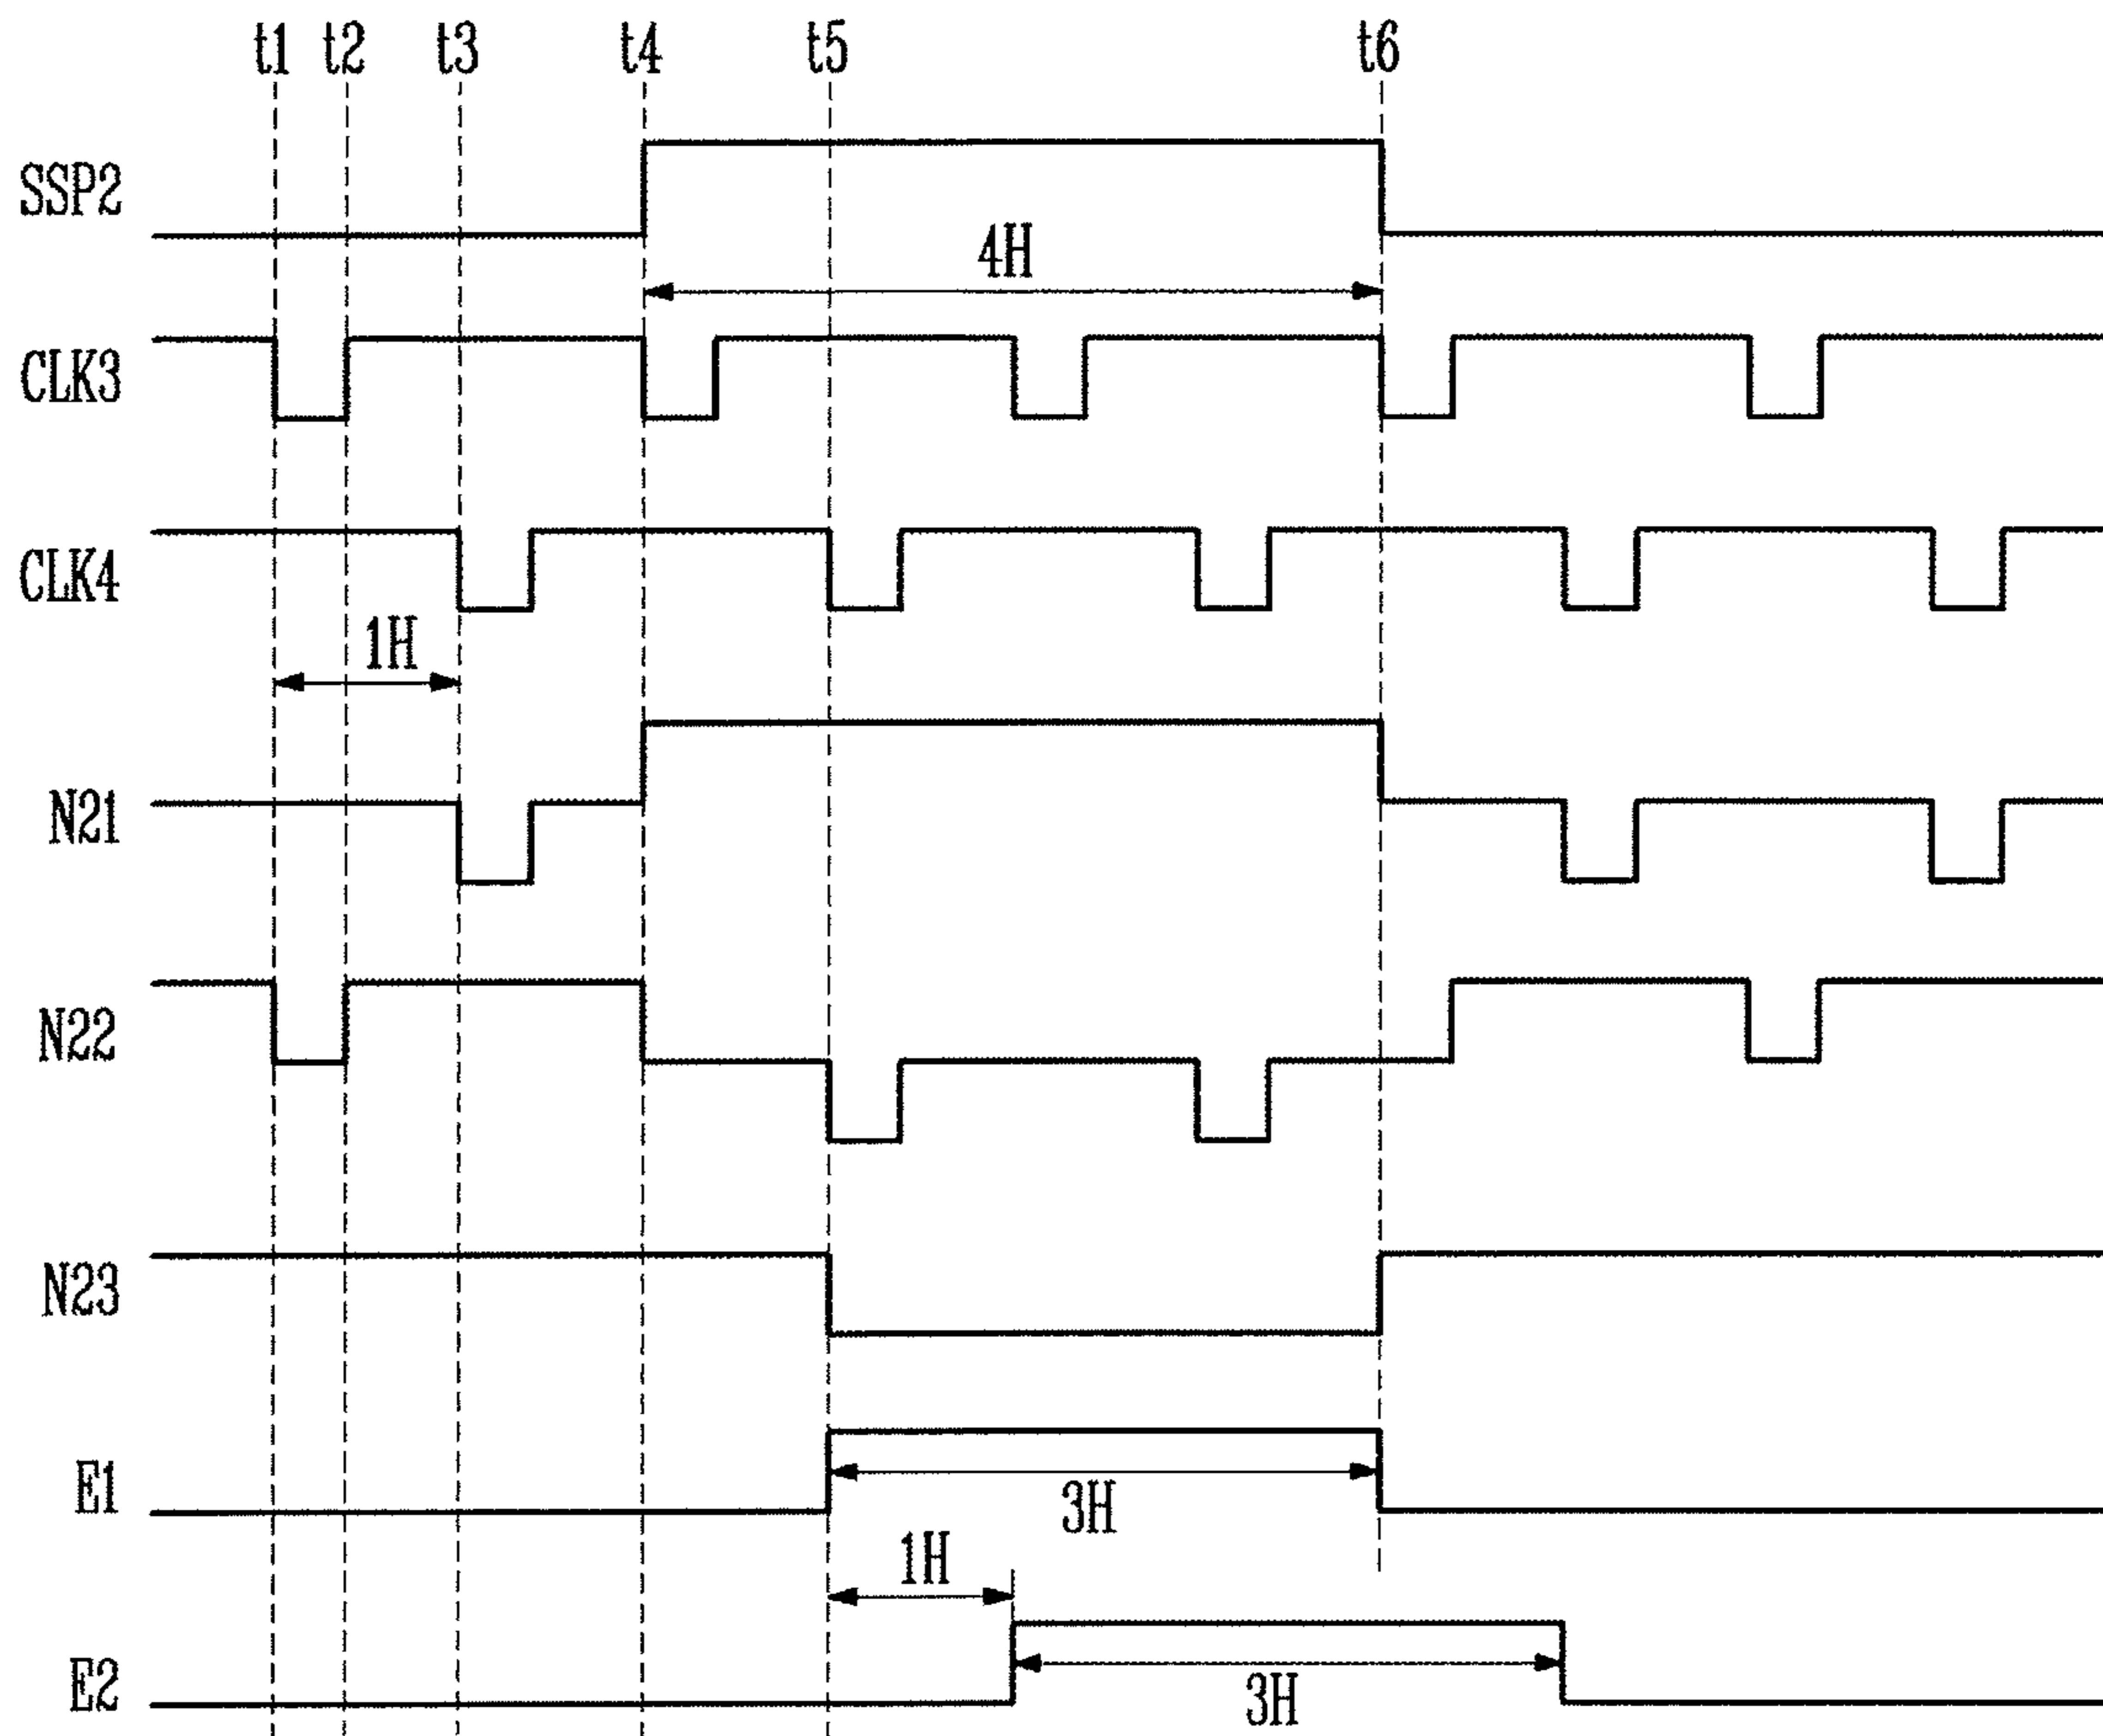 t1 t2 t3 t4 t5 t6
SSP2
4H
CLK3
CLK4
1H
N21
N22
N23
E1
3H
1H
E2
3H